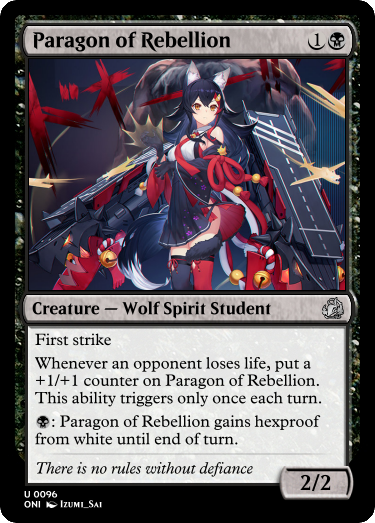 Paragon of Rebellion 1
Creature — Wolf Spirit Student
First strike
Whenever an opponent loses life, put a
+1/+1 counter on Paragon of Rebellion.
This ability triggers only once each turn.
: Paragon of Rebellion gains hexproof
from white until end of turn.
There is no rules without defiance
2/2
U 0096
ONI Izumi_Sai